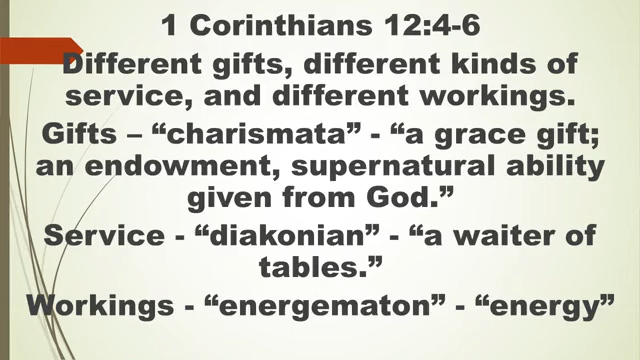 1 Corinthians 12:4-6
Different gifts, different kinds of
service, and different workings.
Gifts – “charismata” - “a grace gift;
an endowment, supernatural ability
given from God.”
Service - “diakonian” - “a waiter of
tables.”
Workings - “energematon” - “energy”